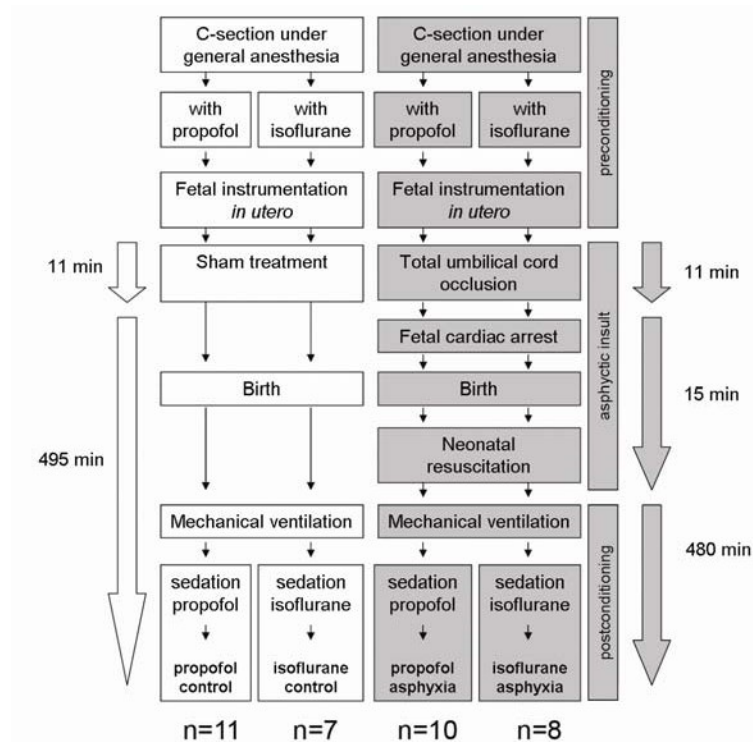 C-section under
general anesthesia
C-section under
general anesthesia
with
propofol
with
isoflurane
with
propofol
with
isoflurane
preconditioning
Fetal instrumentation
in utero
Fetal instrumentation
in utero
11 min
Sham treatment
Total umbilical cord
occlusion
11 min
Fetal cardiac arrest
asphyctic insult
Birth
Birth
15 min
495 min
Neonatal
resuscitation
Mechanical ventilation
Mechanical ventilation
480 min
sedation
propofol
sedation
isoflurane
sedation
propofol
sedation
isoflurane
postconditioning
propofol
control
isoflurane
control
propofol
asphyxia
isoflurane
asphyxia
n=11
n=7
n=10
n=8